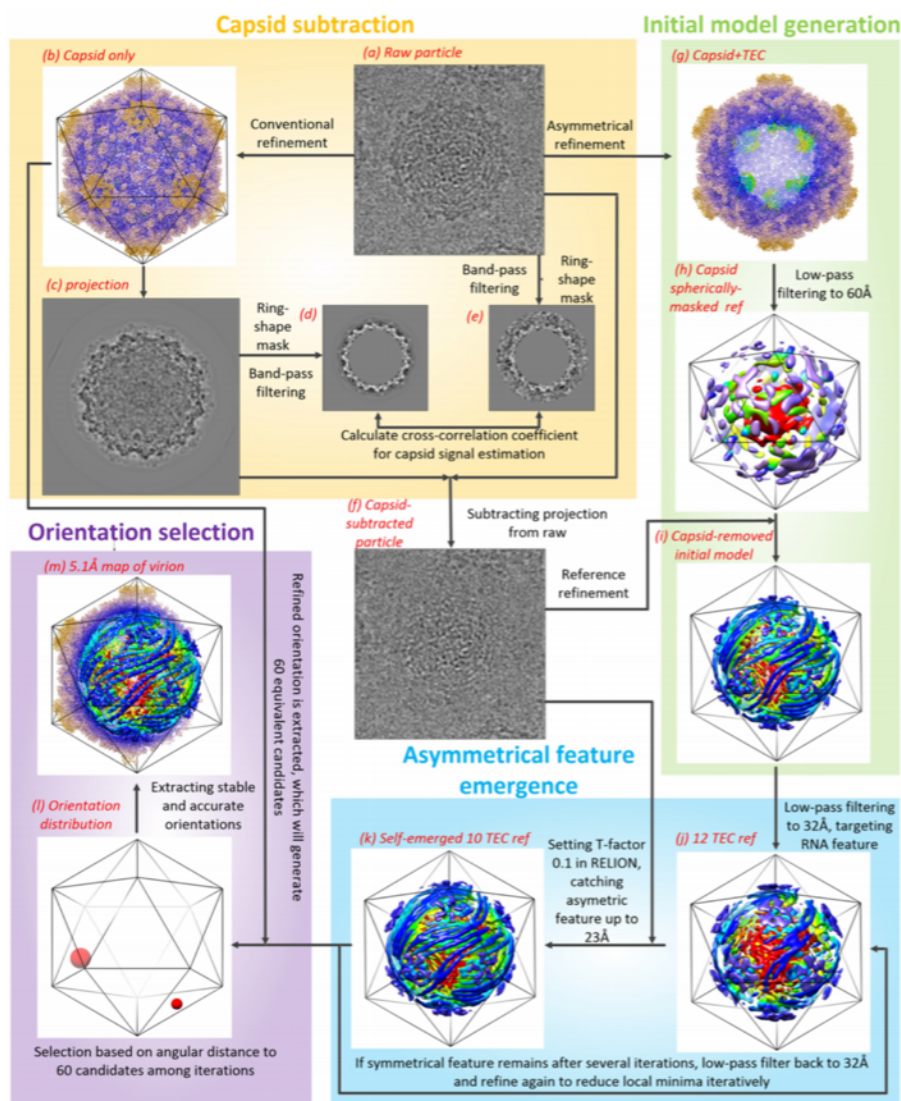 Capsid subtraction
Initial model generation
(b) Capsid only
(a) Raw particle
(g) Capsid+TEC
Conventional
refinement
Asymmetrical
refinement
(c) projection
Band-pass
filtering
Ring-
shape
mask
(h) Capsid
spherically-
masked ref
Low-pass
filtering to 60Å
Ring-
shape
mask
Band-pass
filtering
(d)
(e)
Calculate cross-correlation coefficient
for capsid signal estimation
(f) Capsid-
subtracted
particle
Subtracting projection
from raw
(i) Capsid-removed
initial model
Reference
refinement
Orientation selection
(m) 5.1Å map of virion
Refined orientation is extracted, which will generate
60 equivalent candidates
Extracting stable
and accurate
orientations
(l) Orientation
distribution
Selection based on angular distance to
60 candidates among iterations
Asymmetrical feature
emergence
Low-pass filtering
to 32Å, targeting
RNA feature
(k) Self-emerged 10 TEC ref
Setting T-factor
0.1 in RELION,
catching
asymetric
feature up to
23Å
(j) 12 TEC ref
If symmetrical feature remains after several iterations, low-pass filter back to 32Å
and refine again to reduce local minima iteratively